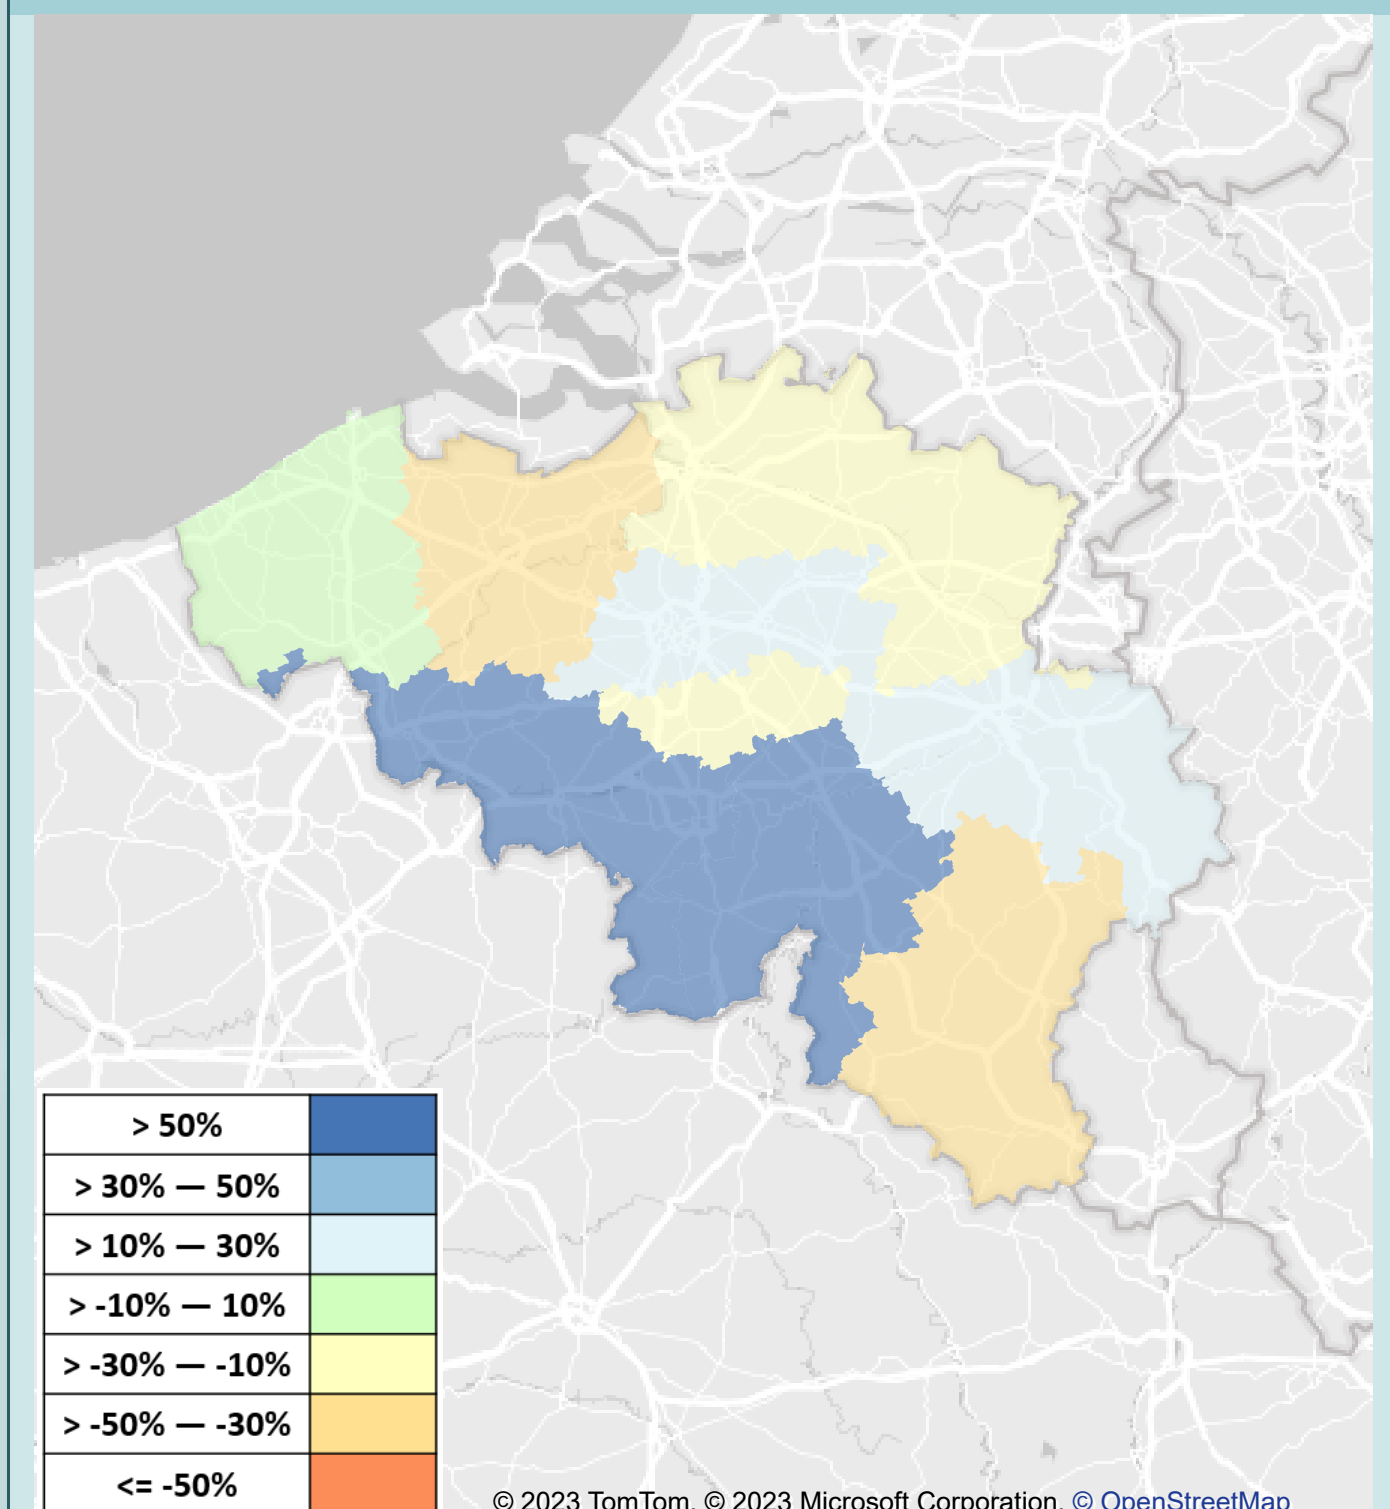 > 50%
> 30% — 50%
> 10% — 30%
> -10% — 10%
> -30% — -10%
> -50% — -30%
<= -50%
© 2023 TomTom, © 2023 Microsoft Corporation, © OpenStreetMap